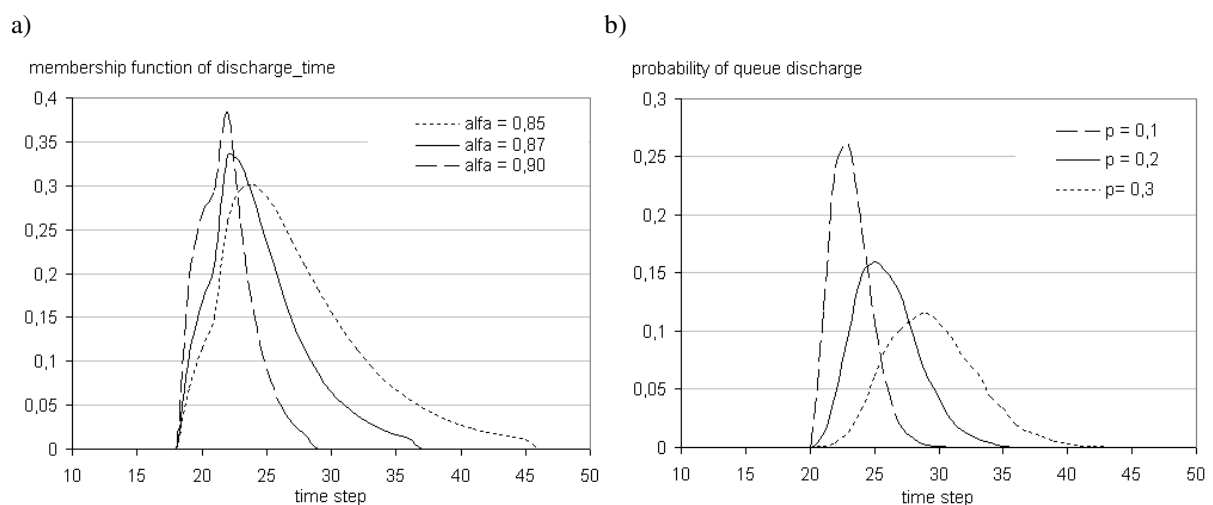 a)
membership function of discharge_time
0,4
0,35
0,3
0,25
0,2
0,15
0,1
0,05
0
alfa = 0,85
alfa = 0,87
alfa = 0,90
10 15 20 25 30 35 40 45 50
time step
b)
probability of queue discharge
0,3
0,25
0,2
0,15
0,1
0,05
0
p = 0,1
p = 0,2
p= 0,3
10 15 20 25 30 35 40 45 50
time step